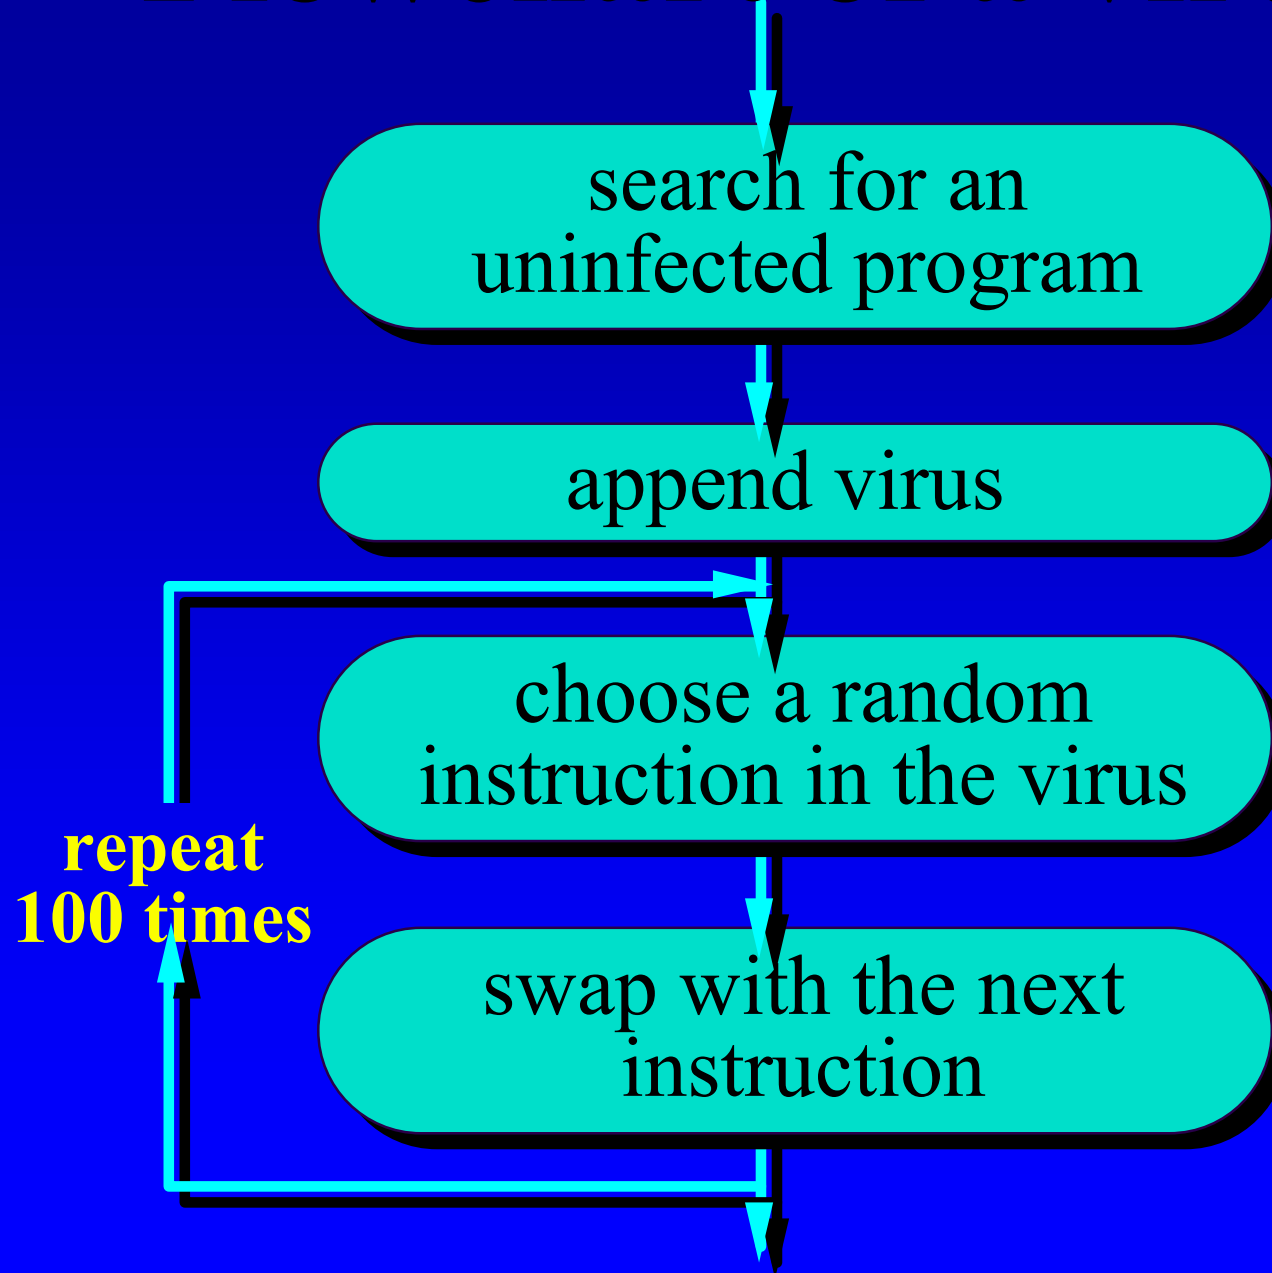 search for an
uninfected program
append virus
choose a random
instruction in the virus
repeat
100 times
swap with the next
instruction